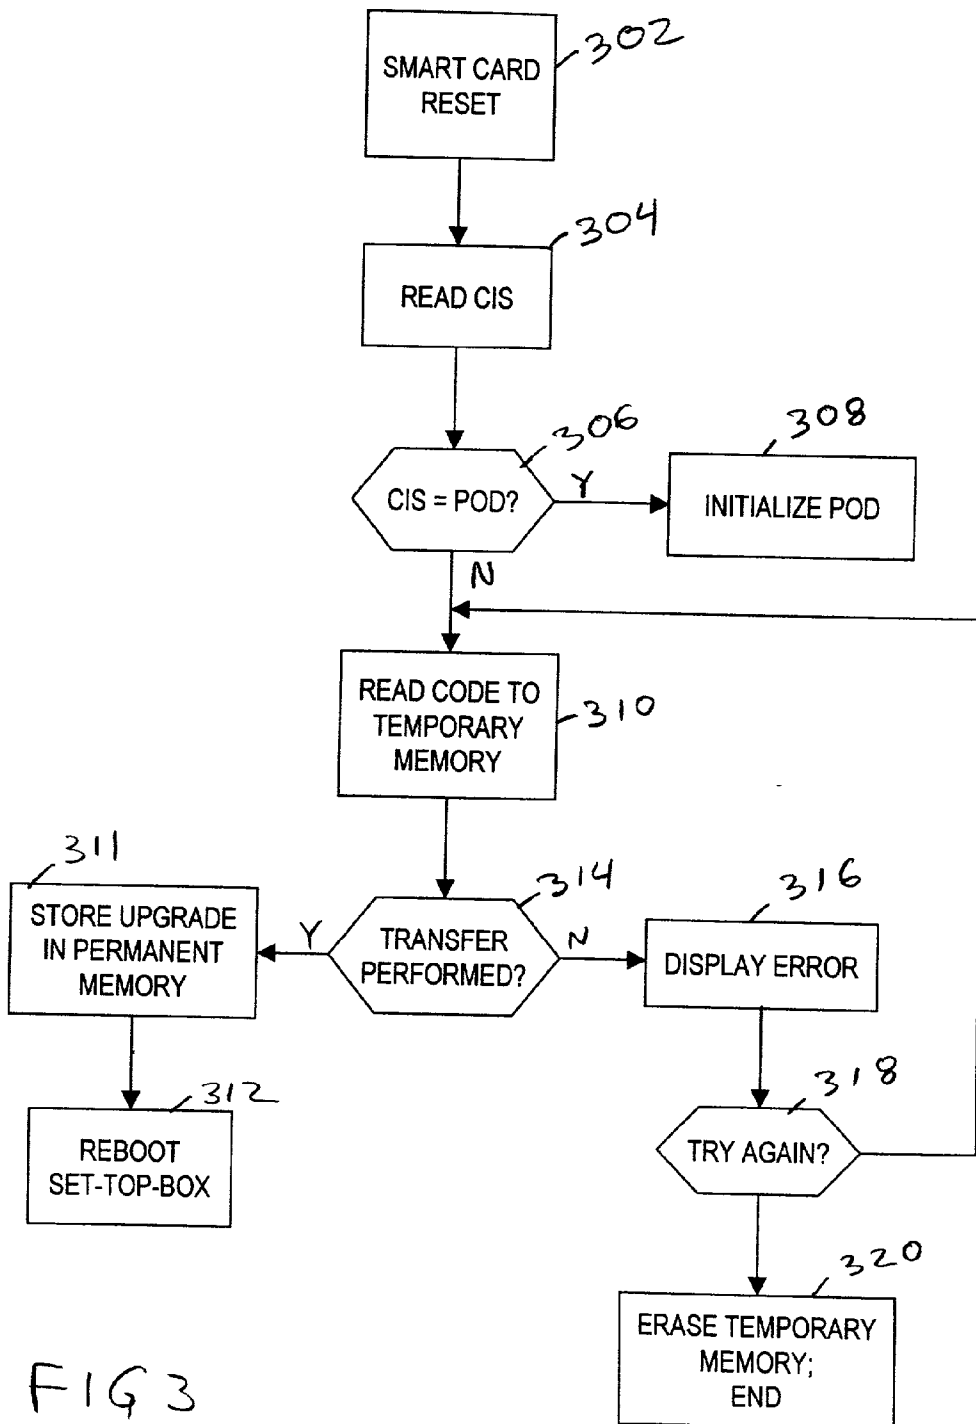 302
SMART CARD
RESET
304
READ CIS
306
CIS = POD?
Y
308
INITIALIZE POD
N
READ CODE TO
TEMPORARY
MEMORY
310
311
STORE UPGRADE
IN PERMANENT
MEMORY
Y
314
TRANSFER
PERFORMED?
N
316
DISPLAY ERROR
312
REBOOT
SET-TOP-BOX
318
TRY AGAIN?
320
ERASE TEMPORARY
MEMORY;
END
FIG 3